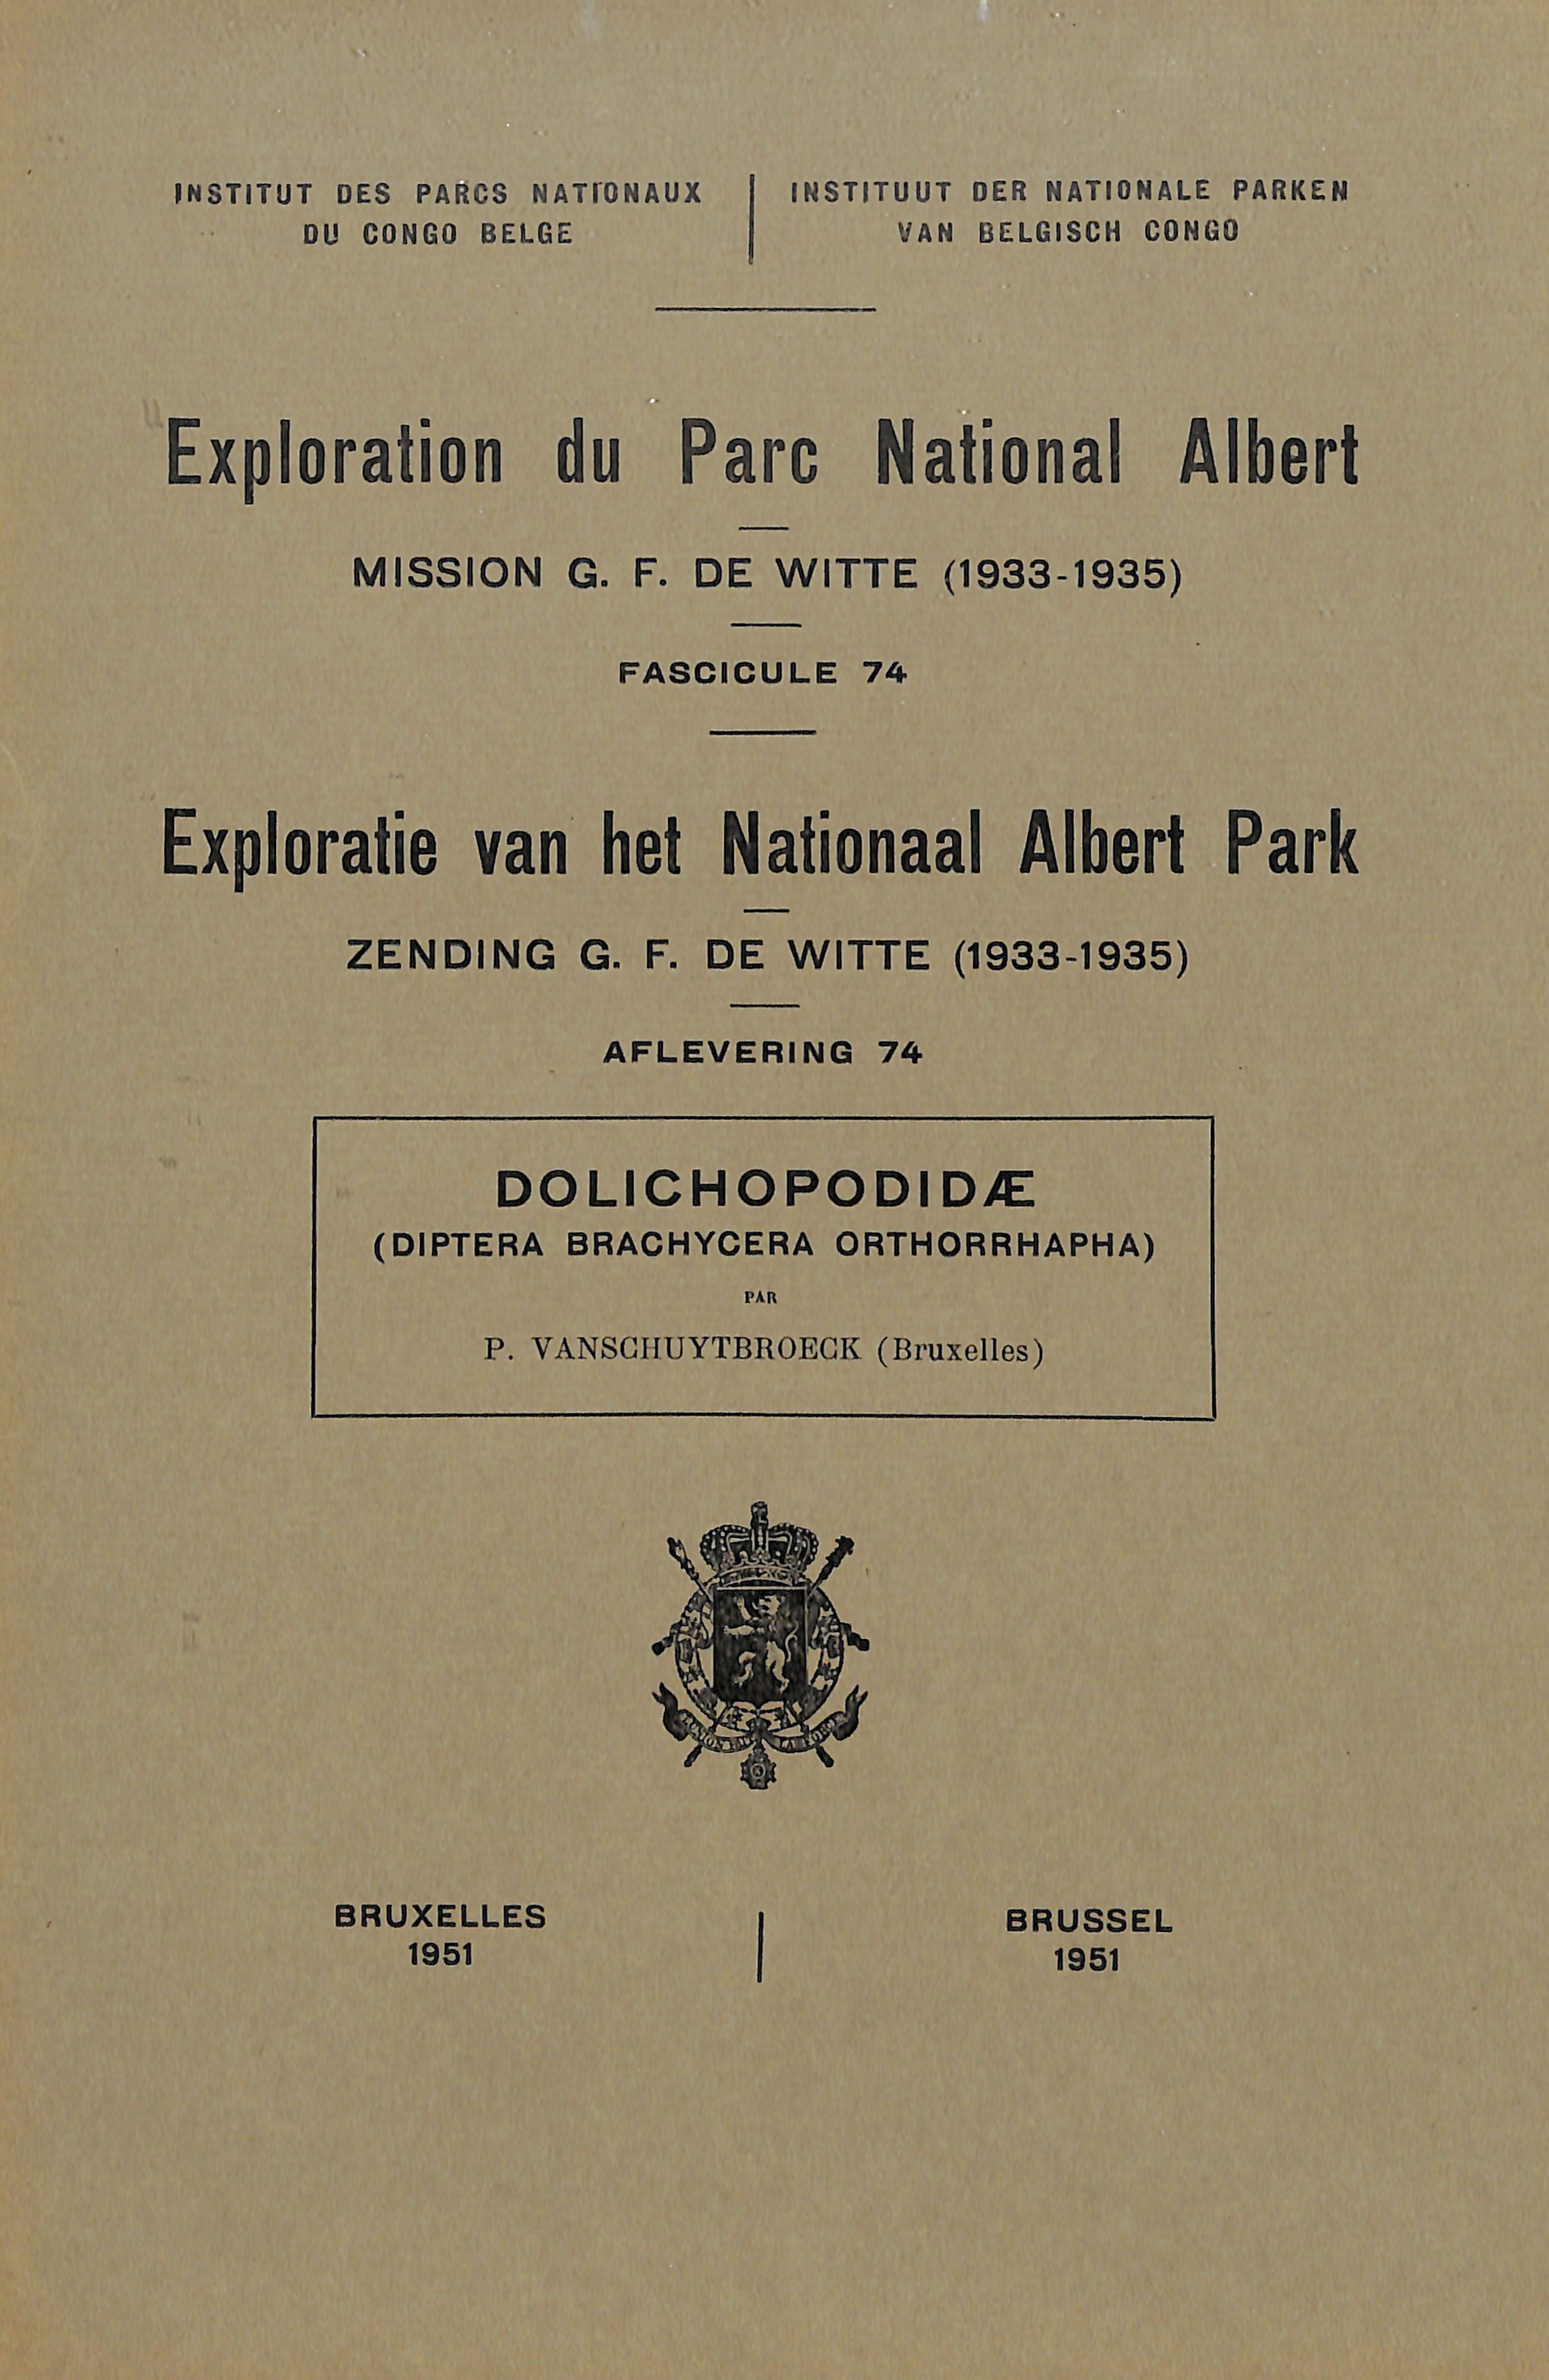 INSTITUT DES PARCS NATIONAUX
DU CONGO BELGE
INSTITUUT DER NATIONALE PARKEN
VAN BELGISCH CONGO
Exploration du Parc National Albert
MISSION G. F. DE WITTE (1933-1935)
FASCICULE 74
Exploratie van het Nationaal Albert Park
ZENDING G. F. DE WITTE (1933-1935)
AFLEVERING 74
DOLICHOPODIDÆ
(DIPTERA BRACHYCERA ORTHORRHAPHA)
PAR
P. VANSCHUYTBROECK (Bruxelles)
BRUXELLES
1951
BRUSSEL
1951